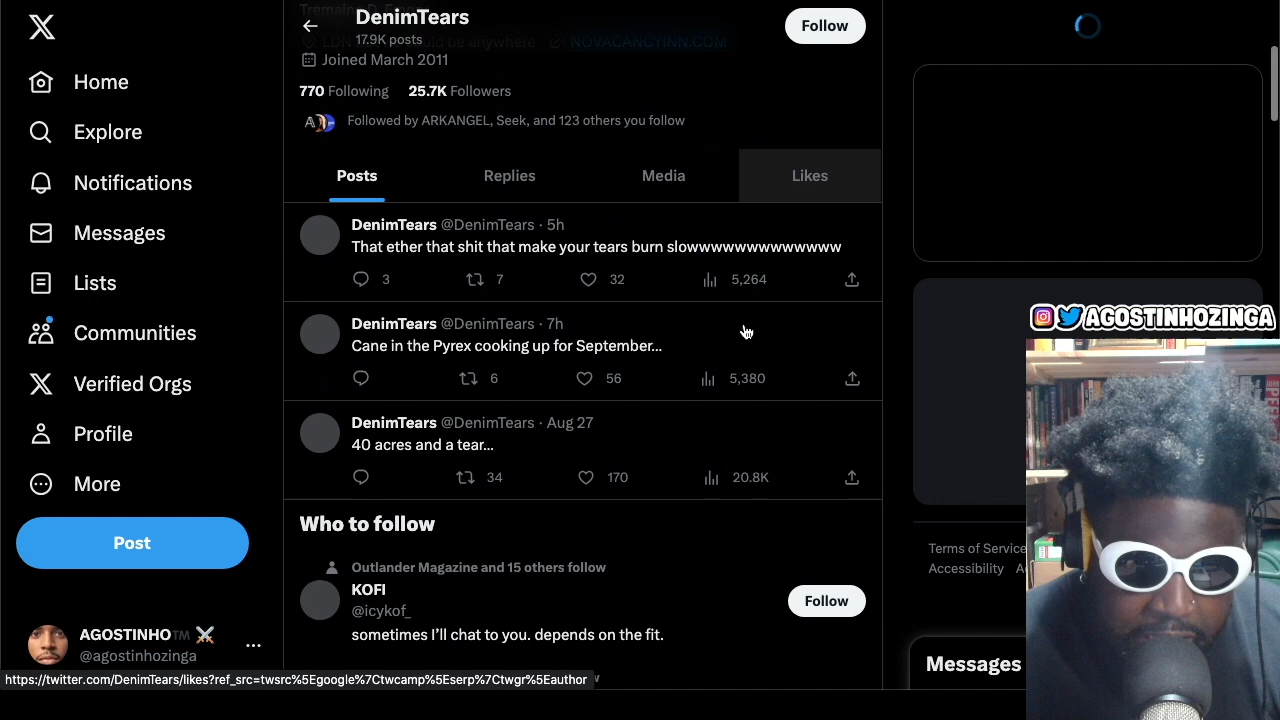 DenimTears
17.9K posts
Follow
NOVACANCYINN.COM
Joined March 2011
770 Following 25.7K Followers
Followed by ARKANGEL, Seek, and 123 others you follow
Posts Replies Media Likes
DenimTears @DenimTears · 5h
That ether that shit that make your tears burn slowwwwwwwwwwwww
3 7 32 5,264
DenimTears @DenimTears · 7h
Cane in the Pyrex cooking up for September...
6 56 5,380
DenimTears @DenimTears · Aug 27
40 acres and a tear...
34 170 20.8K
Who to follow
Outlander Magazine and 15 others follow
KOFI
@icykof_
Follow
sometimes I'll chat to you. depends on the fit.
Home
Explore
Notifications
Messages
Lists
Communities
Verified Orgs
Profile
More
Post
AGOSTINHO™ ⚔️
@agostinhozinga
https://twitter.com/DenimTears/likes?ref_src=twsrc%5Egoogle%7Ctwcamp%5Eserp%7Ctwgr%5Eauthor
AGOSTINHOZINGA
Terms of Service
Accessibility
Messages